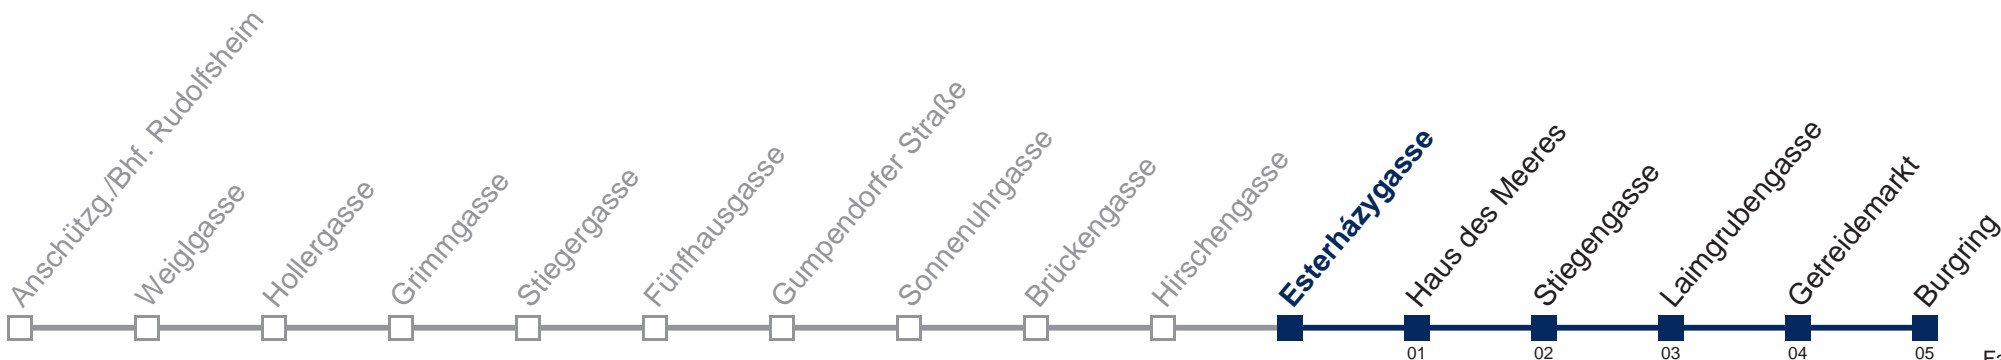 Anschützg./Bhf. Rudolfsheim
Weiglgasse
Hollergasse
Grimmgasse
Stiegergasse
Fünfhausgasse
Gumpendorfer Straße
Sonnenuhrgasse
Brückengasse
Hirschengasse
Esterházygasse
Haus des Meeres
Stiegengasse
Laimgrubengasse
Getreidemarkt
Burgring
01 02 03 04 05